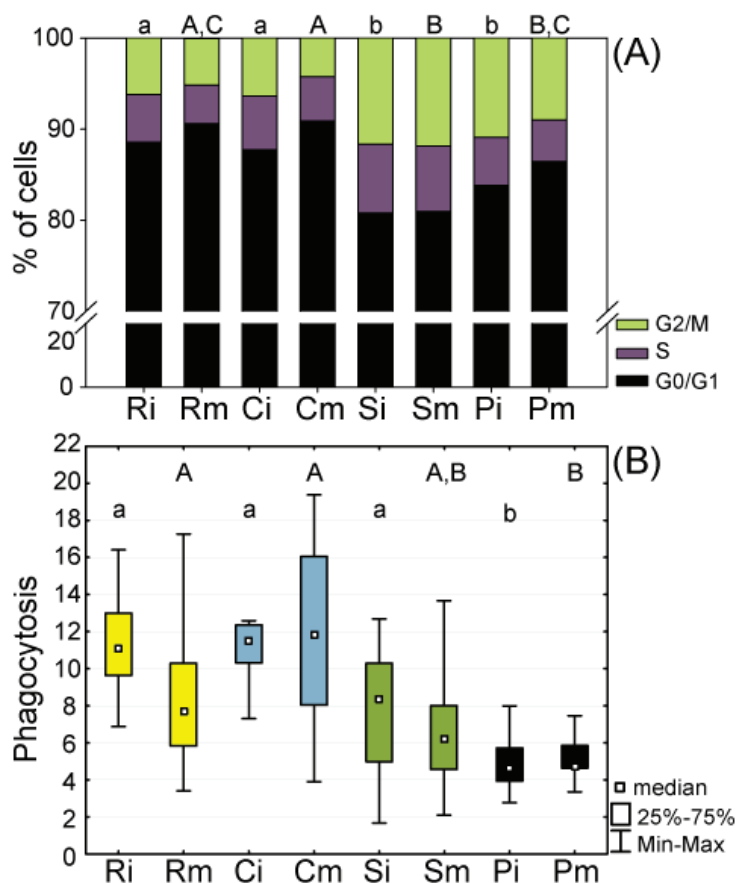 a A,C a A b B b B,C
(A)
100
90
80
70
20
0
% of cells
G2/M
S
G0/G1
Ri Rm Ci Cm Si Sm Pi Pm
(B)
22
20
18
16
14
12
10
8
6
4
2
0
Phagocytosis
A A A,B B
a a a b
median
25%-75%
Min-Max
Ri Rm Ci Cm Si Sm Pi Pm